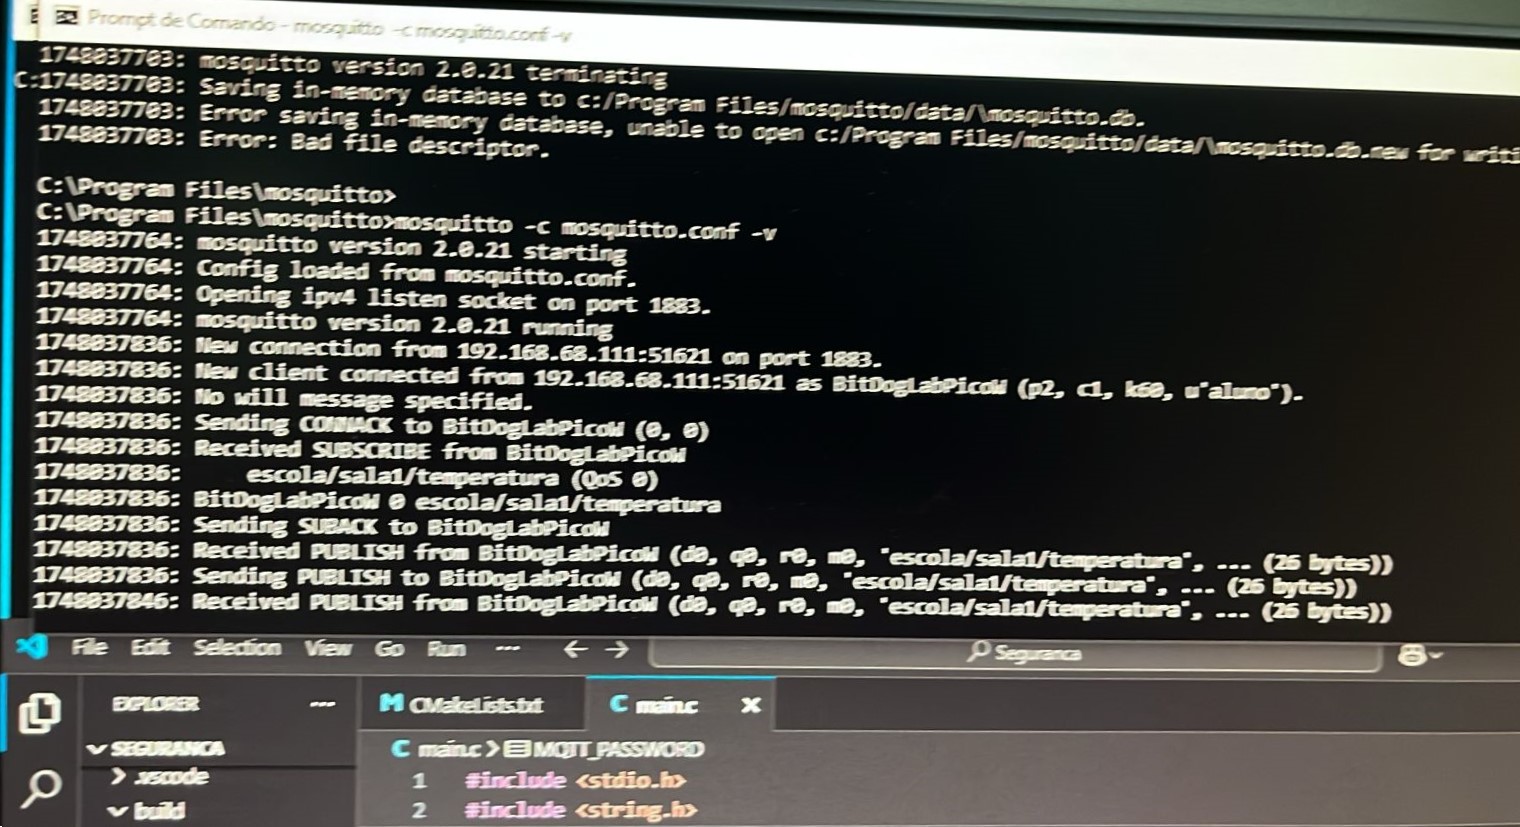 Prompt de Comando - mosquitto -c mosquitto.conf -v
1748037703: mosquitto version 2.0.21 terminating
C:1748037703: Saving in-memory database to c:/Program Files/mosquitto/data/\mosquitto.db.
1748037703: Error saving in-memory database, unable to open c:/Program Files/mosquitto/data/\mosquitto.db.new for writi
1748037703: Error: Bad file descriptor.
C:\Program Files\mosquitto>
C:\Program Files\mosquitto>mosquitto -c mosquitto.conf -v
1748037764: mosquitto version 2.0.21 starting
1748037764: Config loaded from mosquitto.conf.
1748037764: Opening ipv4 listen socket on port 1883.
1748037764: mosquitto version 2.0.21 running
1748037836: New connection from 192.168.68.111:51621 on port 1883.
1748037836: New client connected from 192.168.68.111:51621 as BitDogLabPicoW (p2, c1, k60, u'aluno').
1748037836: No will message specified.
1748037836: Sending CONNACK to BitDogLabPicoW (0, 0)
1748037836: Received SUBSCRIBE from BitDogLabPicoW
1748037836: escola/sala1/temperatura (QoS 0)
1748037836: BitDogLabPicoW 0 escola/sala1/temperatura
1748037836: Sending SUBACK to BitDogLabPicoW
1748037836: Received PUBLISH from BitDogLabPicoW (d0, q0, r0, m0, 'escola/sala1/temperatura', ... (26 bytes))
1748037836: Sending PUBLISH to BitDogLabPicoW (d0, q0, r0, m0, 'escola/sala1/temperatura', ... (26 bytes))
1748037846: Received PUBLISH from BitDogLabPicoW (d0, q0, r0, m0, 'escola/sala1/temperatura', ... (26 bytes))
File Edit Selection View Go Run ... Seguranca
EXPLORER ... CMakeLists.txt C main.c
SEGURANCA C main.c > MQTT_PASSWORD
.vscode 1 #include <stdio.h>
build 2 #include <string.h>